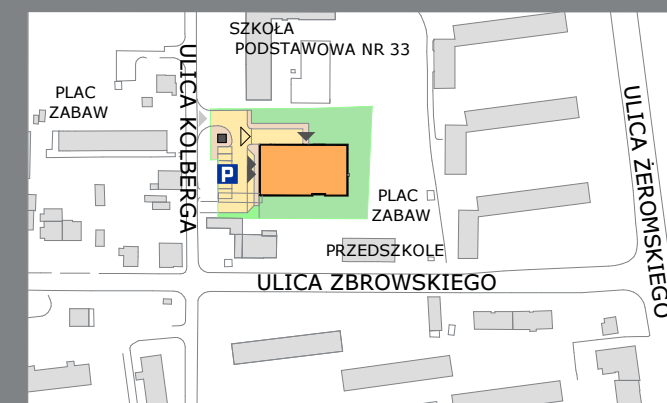 SZKOŁA
PODSTAWOWA NR 33
PLAC
ZABAW
ULICA KOLBERGA
ULICA ŻEROMSKIEGO
P
PLAC
ZABAW
PRZEDSZKOLE
ULICA ZBROWSKIEGO